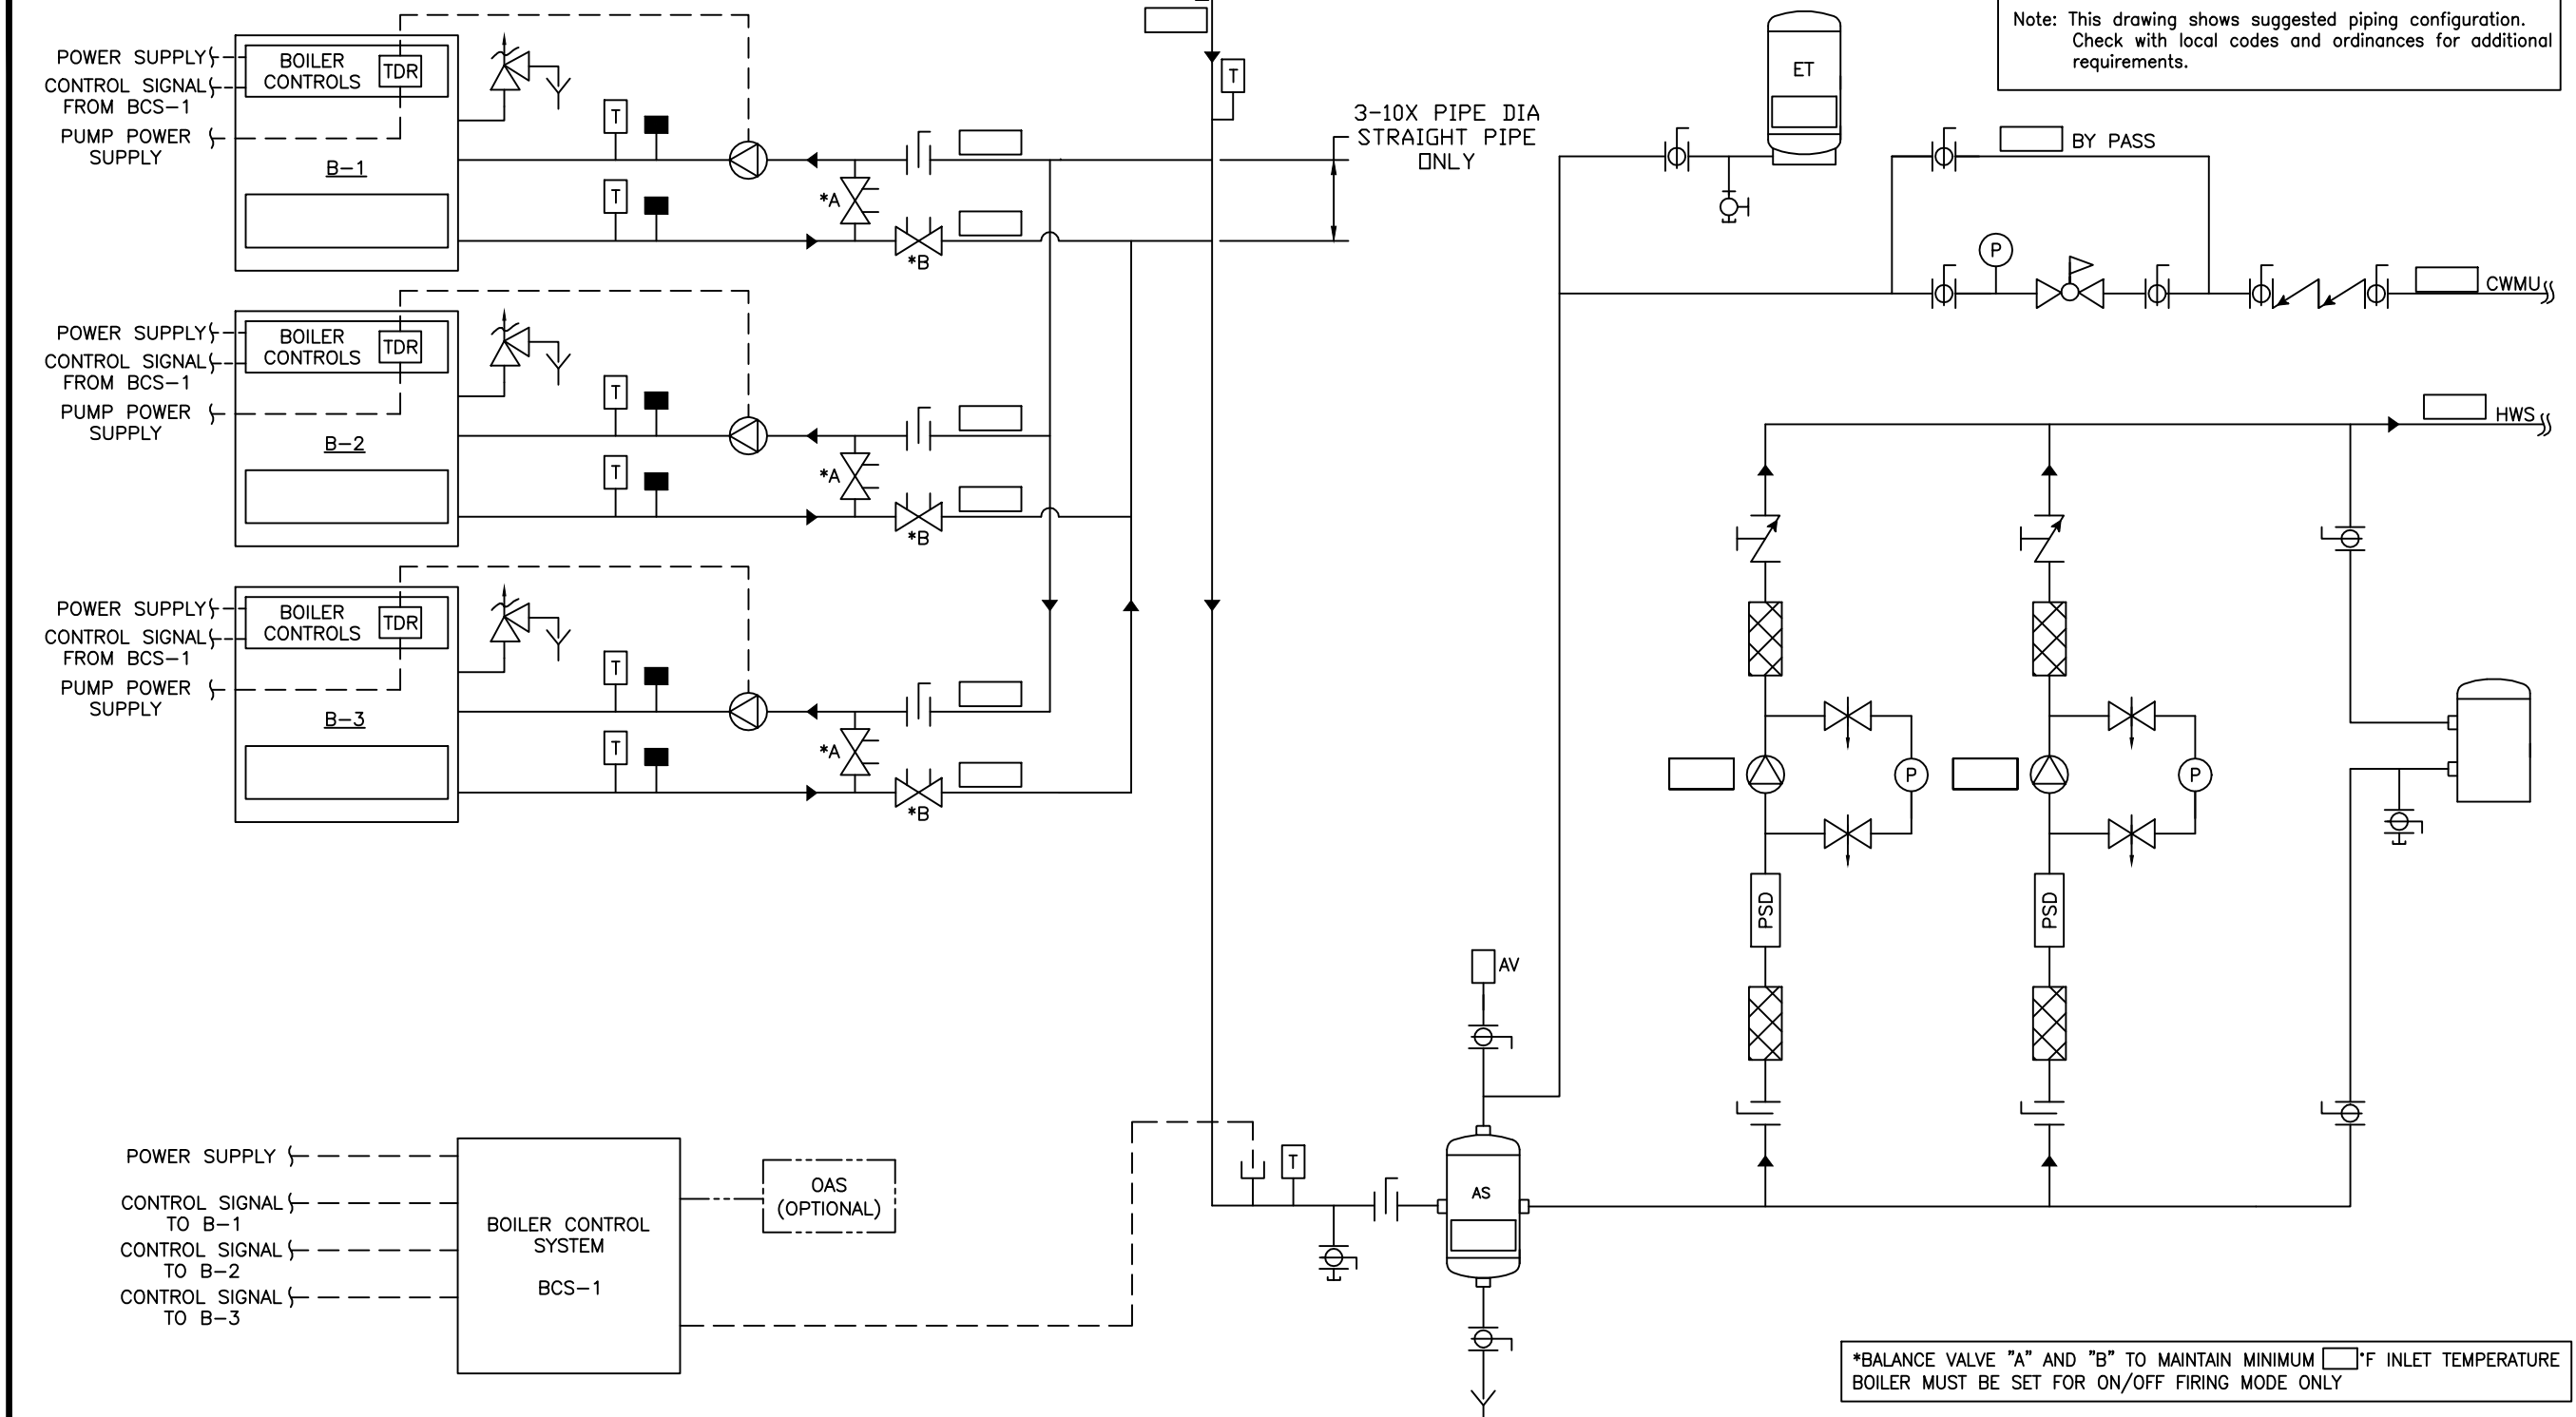 Note: This drawing shows suggested piping configuration.
Check with local codes and ordinances for additional
requirements.
POWER SUPPLY
CONTROL SIGNAL
FROM BCS-1
PUMP POWER
SUPPLY
BOILER
CONTROLS
TDR
B-1
T
T
*A
*B
T
3-10X PIPE DIA
STRAIGHT PIPE
ONLY
ET
BY PASS
P
CWMU
POWER SUPPLY
CONTROL SIGNAL
FROM BCS-1
PUMP POWER
SUPPLY
BOILER
CONTROLS
TDR
B-2
T
T
*A
*B
HWS
POWER SUPPLY
CONTROL SIGNAL
FROM BCS-1
PUMP POWER
SUPPLY
BOILER
CONTROLS
TDR
B-3
T
T
*A
*B
P
P
PSD
PSD
AV
AS
T
POWER SUPPLY
CONTROL SIGNAL
TO B-1
CONTROL SIGNAL
TO B-2
CONTROL SIGNAL
TO B-3
BOILER CONTROL
SYSTEM
BCS-1
OAS
(OPTIONAL)
*BALANCE VALVE "A" AND "B" TO MAINTAIN MINIMUM °F INLET TEMPERATURE
BOILER MUST BE SET FOR ON/OFF FIRING MODE ONLY